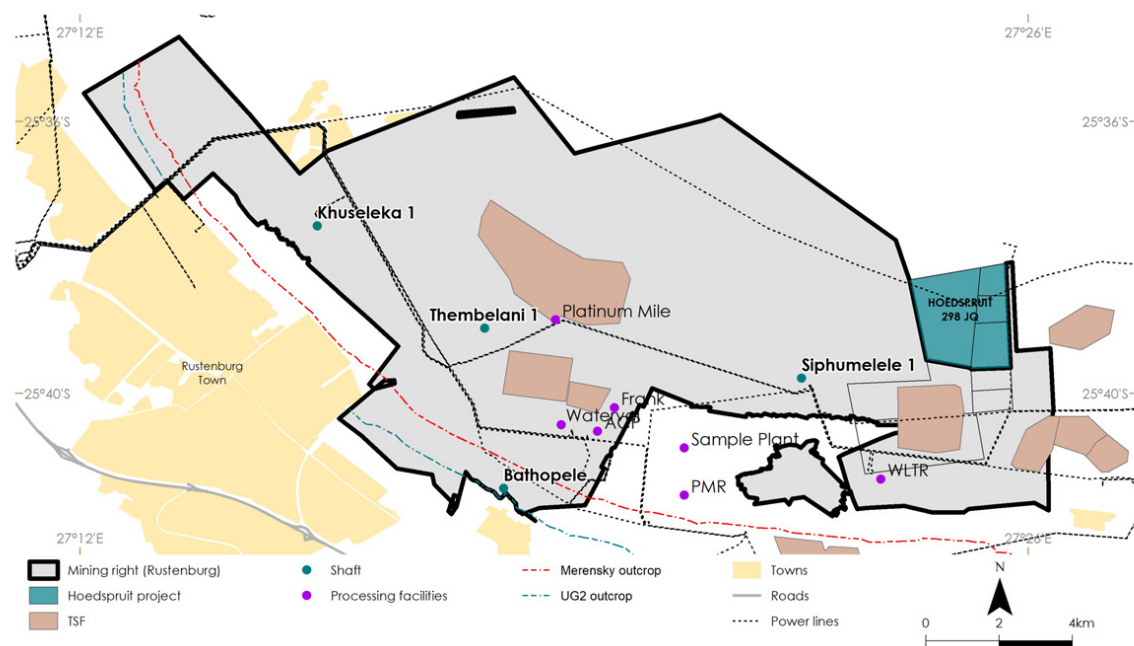 27°12'E
27°26'E
25°36'S
25°36'S
Khuseleka 1
HOEDSPRUIT
298 JQ
Thembelani 1
Platinum Mile
Rustenburg
Town
Siphumelele 1
25°40'S
25°40'S
Frank
Waterval
ACP
Sample Plant
Bathopele
WLTR
PMR
27°12'E
27°26'E
Mining right (Rustenburg)
Shaft
Merensky outcrop
Towns
N
Hoedspruit project
Processing facilities
UG2 outcrop
Roads
TSF
Power lines
0 2 4km